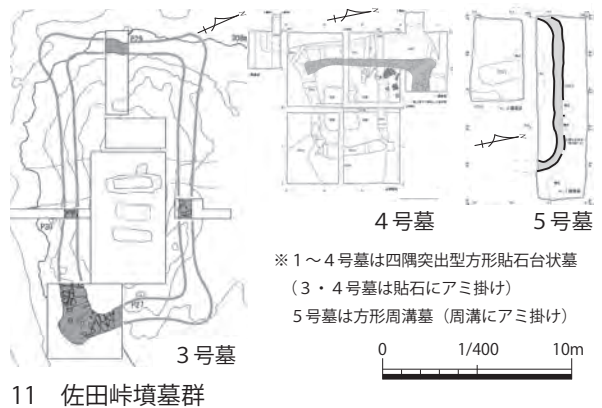 N
N
N
P28
P30
P27
3号墓
4号墓
5号墓
※1～4号墓は四隅突出型方形貼石台状墓
（3・4号墓は貼石にアミ掛け）
5号墓は方形周溝墓（周溝にアミ掛け）
0 1/400 10m
11 佐田峠墳墓群